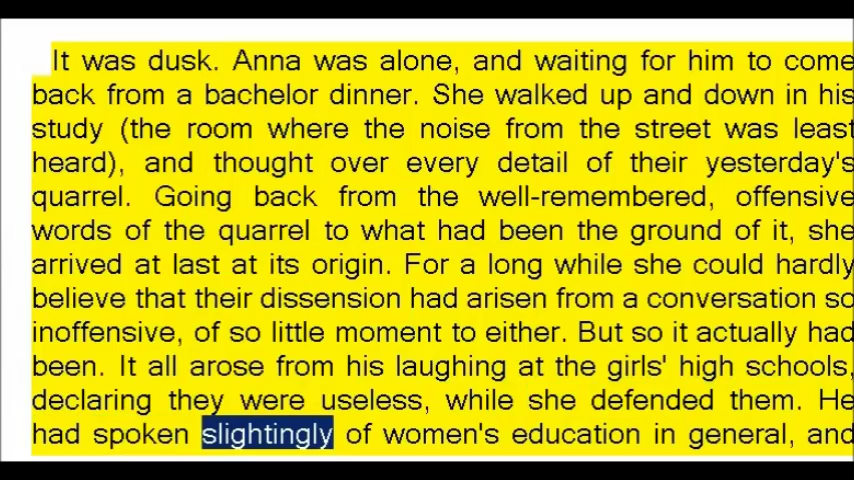 It was dusk. Anna was alone, and waiting for him to come
back from a bachelor dinner. She walked up and down in his
study (the room where the noise from the street was least
heard), and thought over every detail of their yesterday's
quarrel. Going back from the well-remembered, offensive
words of the quarrel to what had been the ground of it, she
arrived at last at its origin. For a long while she could hardly
believe that their dissension had arisen from a conversation so
inoffensive, of so little moment to either. But so it actually had
been. It all arose from his laughing at the girls' high schools,
declaring they were useless, while she defended them. He
had spoken slightingly of women's education in general, and